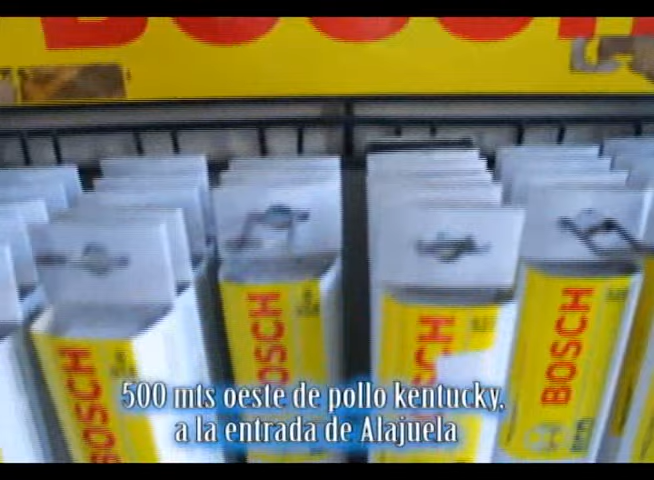 BOSCH
BOSCH
BOSCH
BOSCH
BOSCH
500 mts oeste de pollo kentucky,
a la entrada de Alajuela